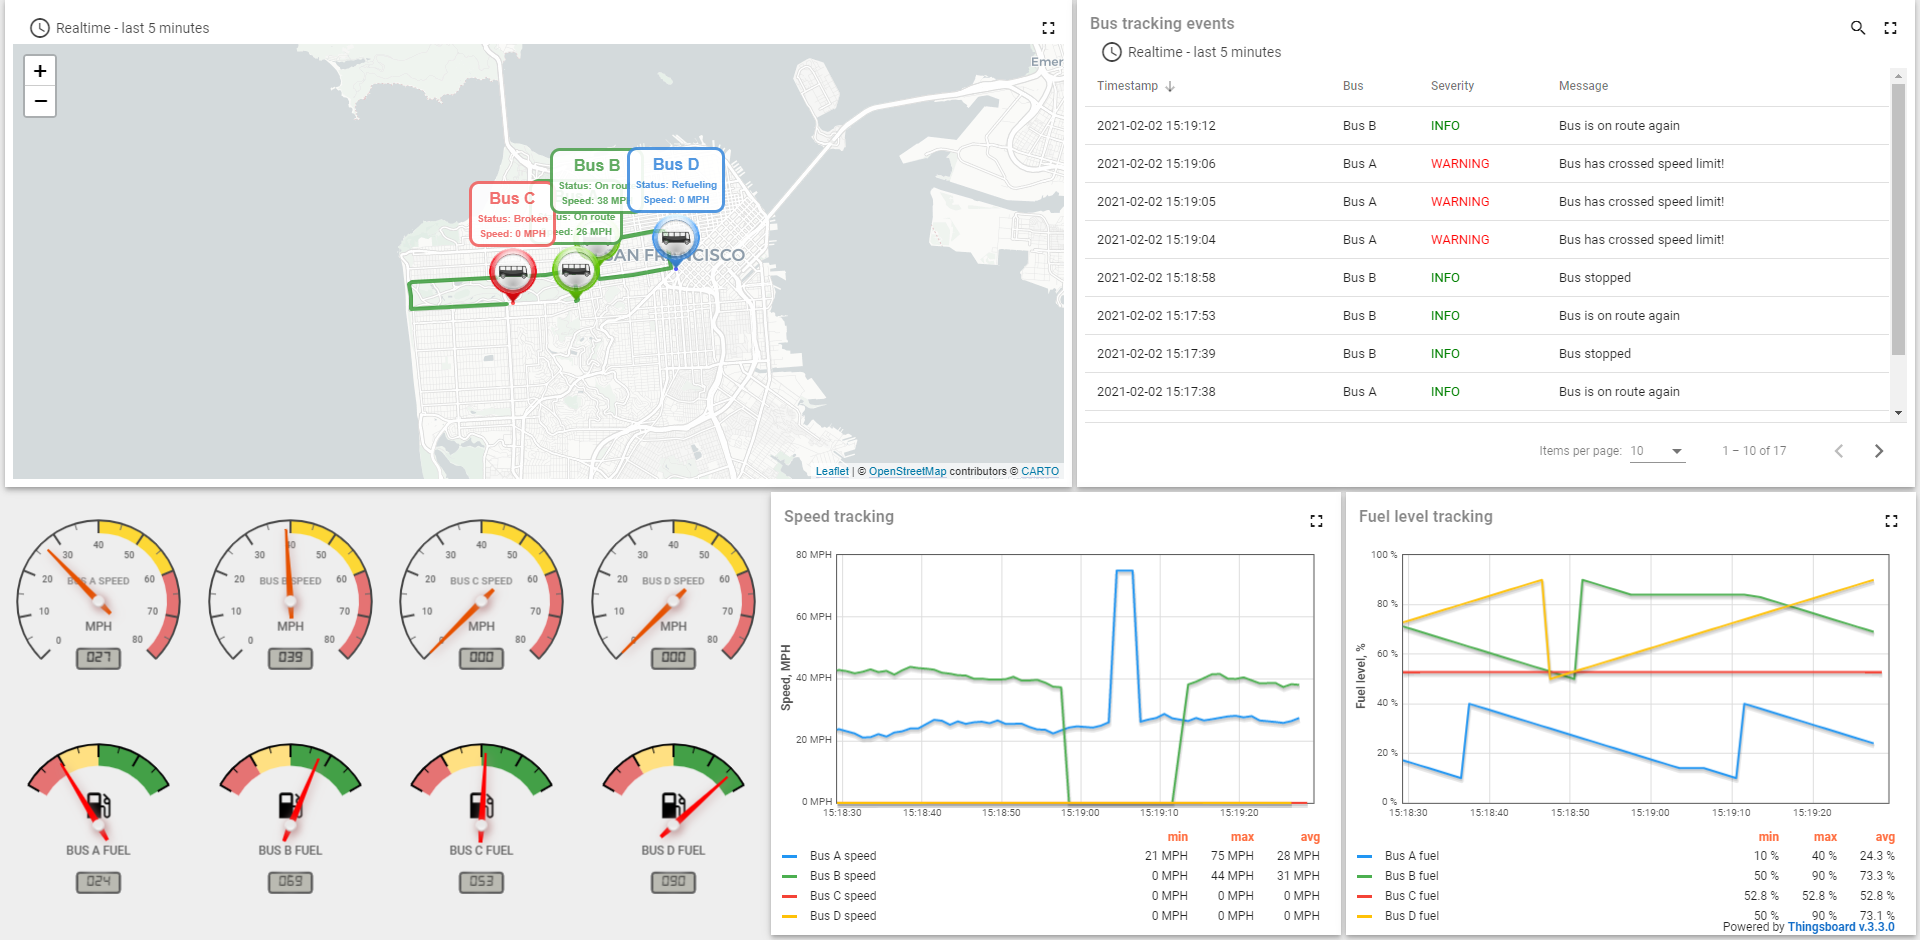 Realtime - last 5 minutes
+
−
Emer
Bus B
Status: On rou
Speed: 38 MP
Bus D
Status: Refueling
Speed: 0 MPH
Bus C
Status: Broken
Speed: 0 MPH
us: On route
eed: 26 MPH
SAN FRANCISCO
Leaflet | © OpenStreetMap contributors © CARTO
Bus tracking events
Realtime - last 5 minutes
Timestamp Bus Severity Message
2021-02-02 15:19:12 Bus B INFO Bus is on route again
2021-02-02 15:19:06 Bus A WARNING Bus has crossed speed limit!
2021-02-02 15:19:05 Bus A WARNING Bus has crossed speed limit!
2021-02-02 15:19:04 Bus A WARNING Bus has crossed speed limit!
2021-02-02 15:18:58 Bus B INFO Bus stopped
2021-02-02 15:17:53 Bus B INFO Bus is on route again
2021-02-02 15:17:39 Bus B INFO Bus stopped
2021-02-02 15:17:38 Bus A INFO Bus is on route again
Items per page: 10 1 – 10 of 17
0 10 20 30 40 50 60 70 80
BUS A SPEED
MPH
027
0 10 20 30 40 50 60 70 80
BUS B SPEED
MPH
039
0 10 20 30 40 50 60 70 80
BUS C SPEED
MPH
000
0 10 20 30 40 50 60 70 80
BUS D SPEED
MPH
000
BUS A FUEL
024
BUS B FUEL
069
BUS C FUEL
053
BUS D FUEL
090
Speed tracking
Speed, MPH
80 MPH
60 MPH
40 MPH
20 MPH
0 MPH
15:18:30 15:18:40 15:18:50 15:19:00 15:19:10 15:19:20
min max avg
Bus A speed 21 MPH 75 MPH 28 MPH
Bus B speed 0 MPH 44 MPH 31 MPH
Bus C speed 0 MPH 0 MPH 0 MPH
Bus D speed 0 MPH 0 MPH 0 MPH
Fuel level tracking
Fuel level, %
100 %
80 %
60 %
40 %
20 %
0 %
15:18:30 15:18:40 15:18:50 15:19:00 15:19:10 15:19:20
min max avg
Bus A fuel 10 % 40 % 24.3 %
Bus B fuel 50 % 90 % 73.3 %
Bus C fuel 52.8 % 52.8 % 52.8 %
Bus D fuel 50 % 90 % 73.1 %
Powered by Thingsboard v.3.3.0